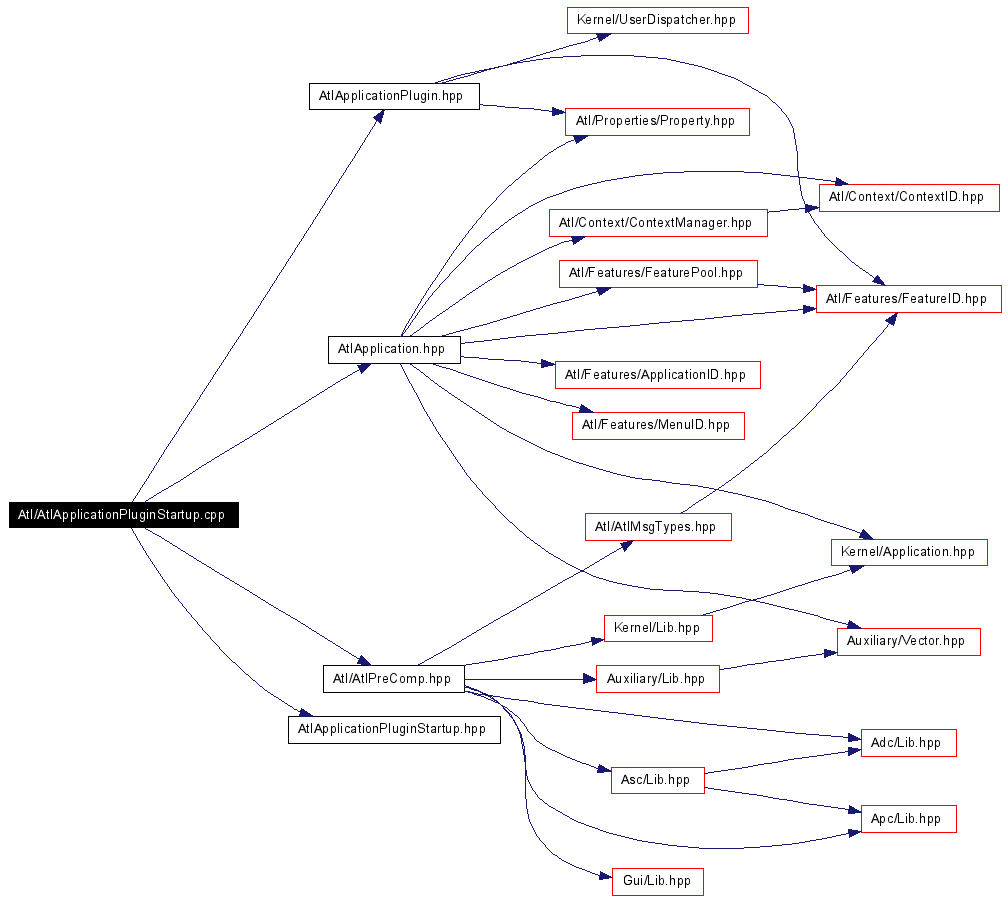 Kernel/UserDispatcher.hpp
AtlApplicationPlugin.hpp
Atl/Properties/Property.hpp
Atl/Context/ContextID.hpp
Atl/Context/ContextManager.hpp
Atl/Features/FeaturePool.hpp
Atl/Features/FeatureID.hpp
AtlApplication.hpp
Atl/Features/ApplicationID.hpp
Atl/Features/MenuID.hpp
Atl/AtlApplicationPluginStartup.cpp
Atl/AtlMsgTypes.hpp
Kernel/Application.hpp
Kernel/Lib.hpp
Auxiliary/Vector.hpp
Atl/AtlPreComp.hpp
Auxiliary/Lib.hpp
AtlApplicationPluginStartup.hpp
Adc/Lib.hpp
Asc/Lib.hpp
Apc/Lib.hpp
Gui/Lib.hpp